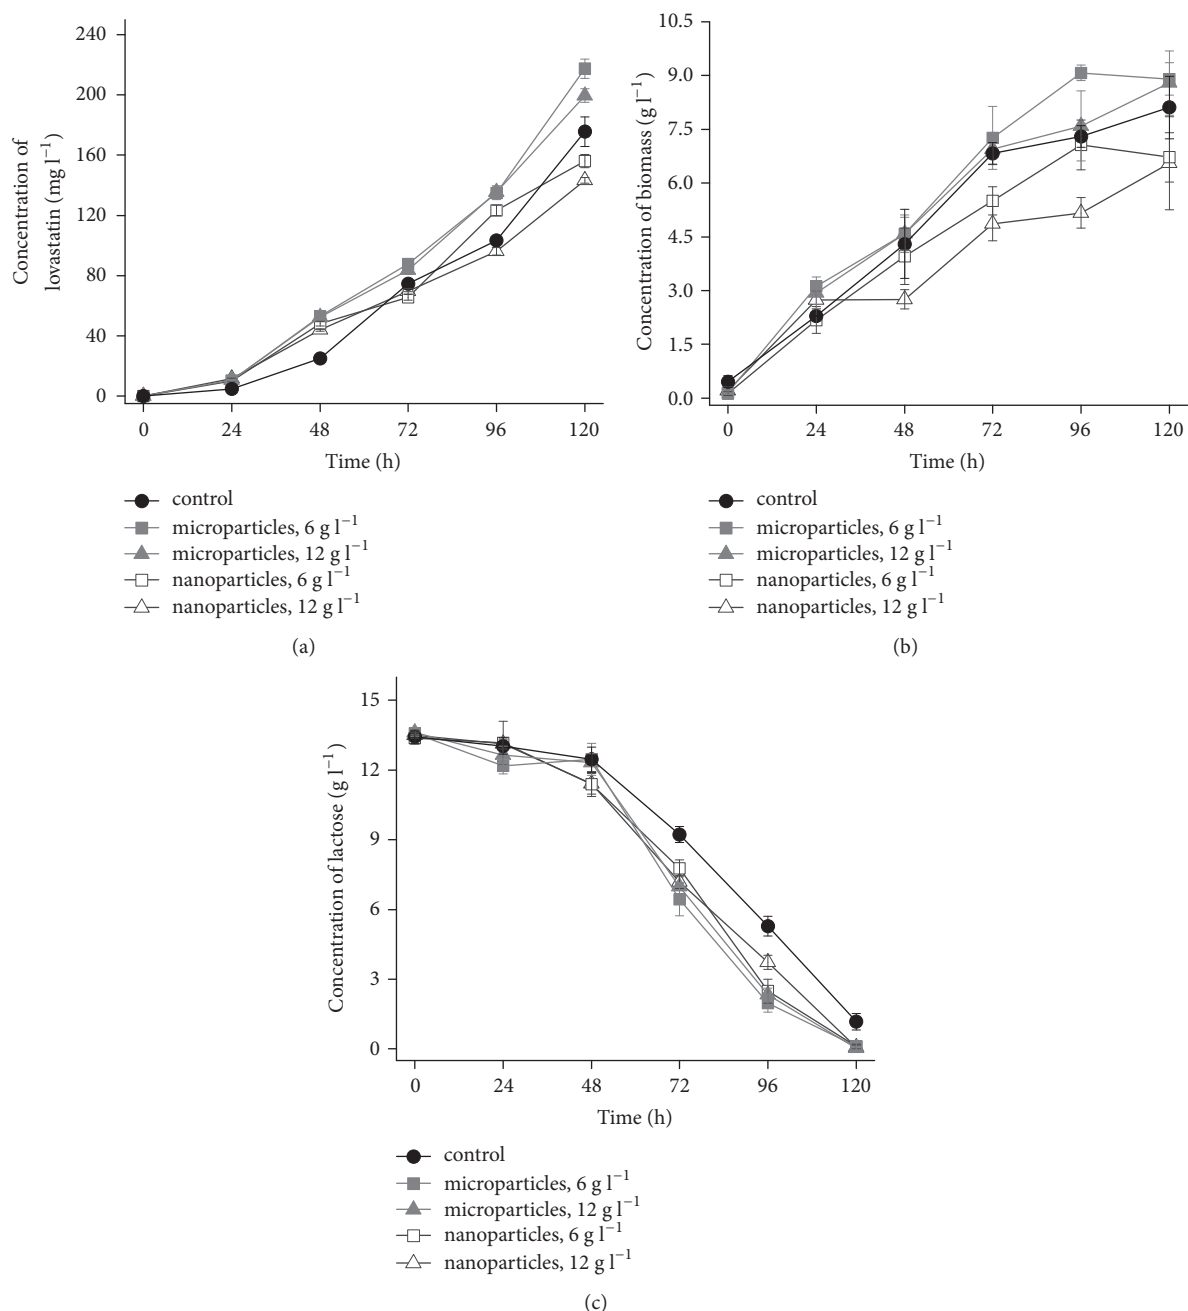 240
200
160
120
80
40
0
Concentration of
lovastatin (mg l⁻¹)
0 24 48 72 96 120
Time (h)
control
microparticles, 6 g l⁻¹
microparticles, 12 g l⁻¹
nanoparticles, 6 g l⁻¹
nanoparticles, 12 g l⁻¹
(a)
10.5
9.0
7.5
6.0
4.5
3.0
1.5
0.0
Concentration of biomass (g l⁻¹)
0 24 48 72 96 120
Time (h)
control
microparticles, 6 g l⁻¹
microparticles, 12 g l⁻¹
nanoparticles, 6 g l⁻¹
nanoparticles, 12 g l⁻¹
(b)
15
12
9
6
3
0
Concentration of lactose (g l⁻¹)
0 24 48 72 96 120
Time (h)
control
microparticles, 6 g l⁻¹
microparticles, 12 g l⁻¹
nanoparticles, 6 g l⁻¹
nanoparticles, 12 g l⁻¹
(c)